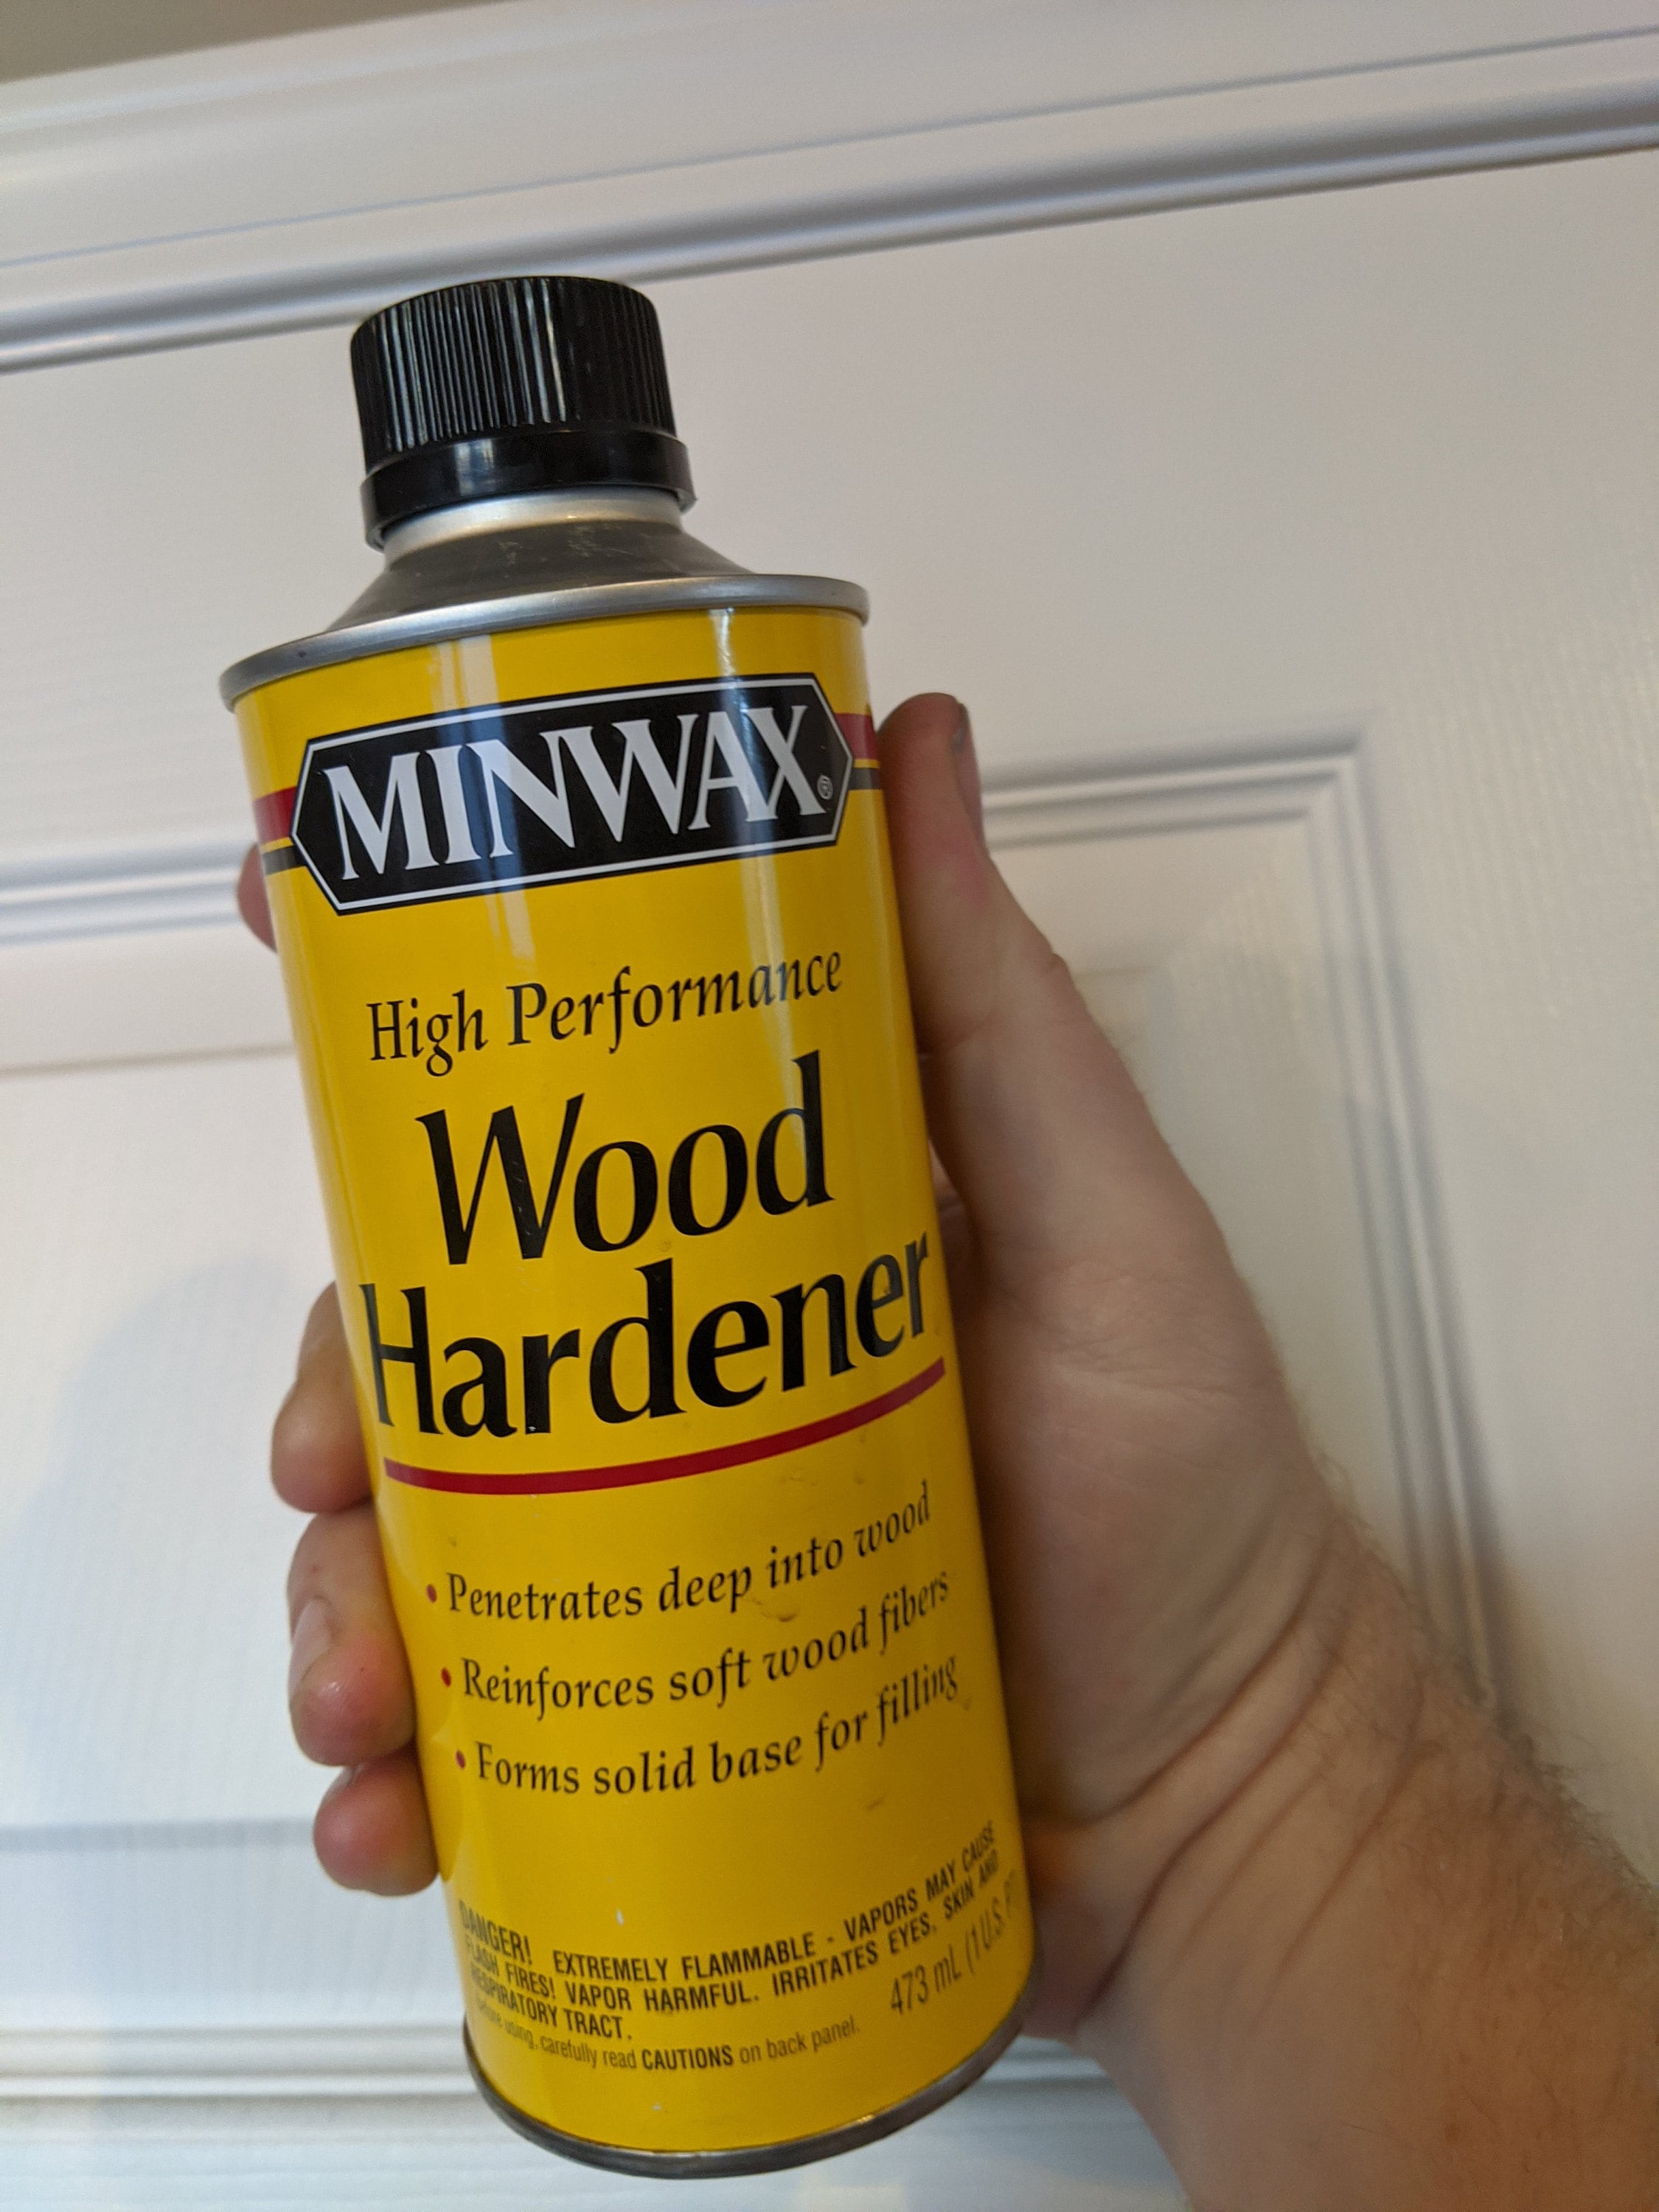 MINWAX®
High Performance
Wood
Hardener
• Penetrates deep into wood
• Reinforces soft wood fibers
• Forms solid base for filling
DANGER! EXTREMELY FLAMMABLE - VAPORS MAY CAUSE
FLASH FIRES! VAPOR HARMFUL. IRRITATES EYES, SKIN AND
RESPIRATORY TRACT.
using, carefully read CAUTIONS on back panel.
473 mL (1 U.S.